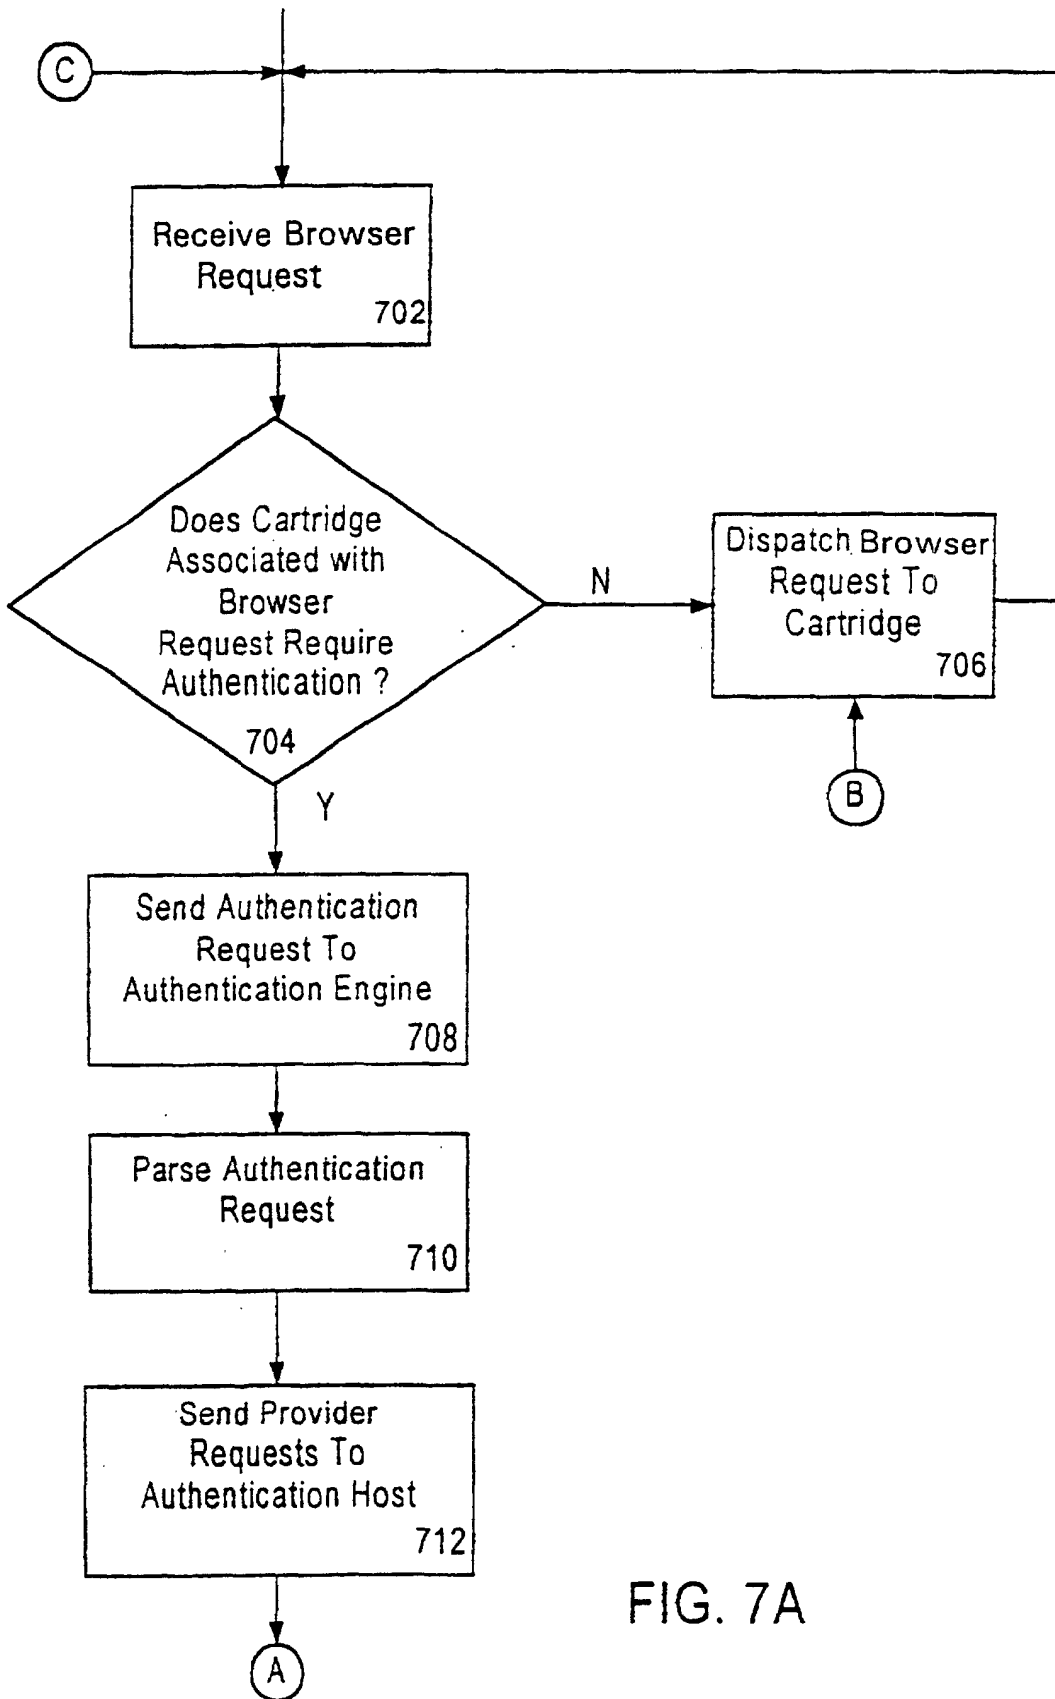 C
Receive Browser
Request
702
Does Cartridge
Associated with
Browser
Request Require
Authentication ?
704
N
Dispatch Browser
Request To
Cartridge
706
B
Y
Send Authentication
Request To
Authentication Engine
708
Parse Authentication
Request
710
Send Provider
Requests To
Authentication Host
712
A
FIG. 7A